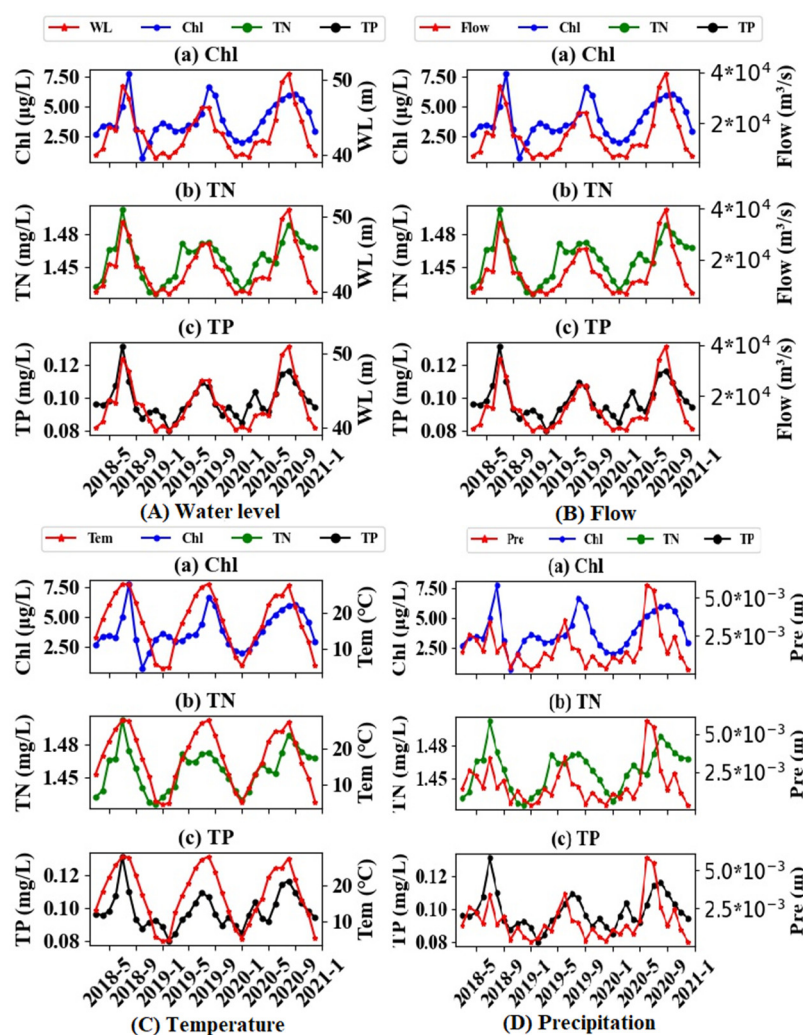 WL Chl TN TP
(a) Chl
7.50
5.00
2.50
Chl (μg/L)
50
40
WL (m)
(b) TN
1.48
1.45
TN (mg/L)
50
40
WL (m)
(c) TP
0.12
0.10
0.08
TP (mg/L)
50
40
WL (m)
2018-5 2018-9 2019-1 2019-5 2019-9 2020-1 2020-5 2020-9 2021-1
(A) Water level
Flow Chl TN TP
(a) Chl
7.50
5.00
2.50
Chl (μg/L)
4*10⁴
2*10⁴
Flow (m³/s)
(b) TN
1.48
1.45
TN (mg/L)
4*10⁴
2*10⁴
Flow (m³/s)
(c) TP
0.12
0.10
0.08
TP (mg/L)
4*10⁴
2*10⁴
Flow (m³/s)
2018-5 2018-9 2019-1 2019-5 2019-9 2020-1 2020-5 2020-9 2021-1
(B) Flow
Tem Chl TN TP
(a) Chl
7.50
5.00
2.50
Chl (μg/L)
20
10
Tem (°C)
(b) TN
1.48
1.45
TN (mg/L)
20
10
Tem (°C)
(c) TP
0.12
0.10
0.08
TP (mg/L)
20
10
Tem (°C)
2018-5 2018-9 2019-1 2019-5 2019-9 2020-1 2020-5 2020-9 2021-1
(C) Temperature
Pre Chl TN TP
(a) Chl
7.50
5.00
2.50
Chl (μg/L)
5.0*10⁻³
2.5*10⁻³
Pre (m)
(b) TN
1.48
1.45
TN (mg/L)
5.0*10⁻³
2.5*10⁻³
Pre (m)
(c) TP
0.12
0.10
0.08
TP (mg/L)
5.0*10⁻³
2.5*10⁻³
Pre (m)
2018-5 2018-9 2019-1 2019-5 2019-9 2020-1 2020-5 2020-9 2021-1
(D) Precipitation